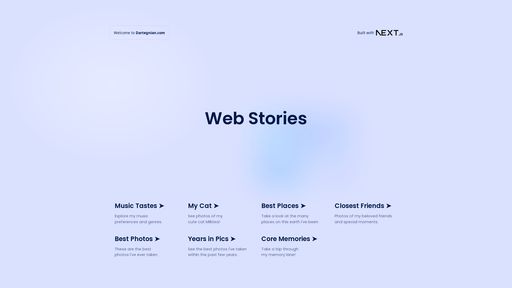 Welcome to Dartegnian.com
Built with NEXT.JS
Web Stories
Music Tastes ➤
Explore my music
preferences and genres
My Cat ➤
See photos of my
cute cat Mikaso!
Best Places ➤
Take a look at the many
places on this earth I've been
Closest Friends ➤
Photos of my beloved friends
and special moments
Best Photos ➤
These are the best
photos I've ever taken
Years in Pics ➤
See the best photos I've taken
within the past few years
Core Memories ➤
Take a trip through
my memory lane!